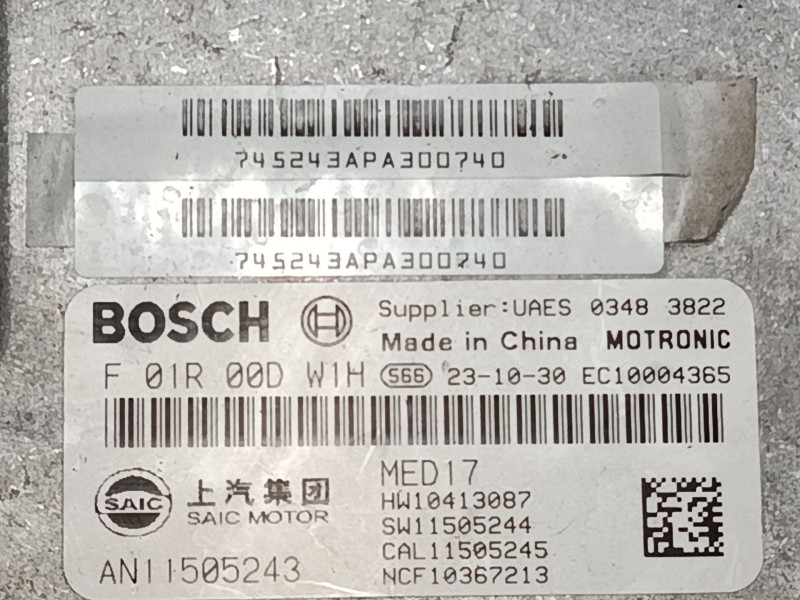 745243APA300740
745243APA300740
BOSCH Supplier:UAES 0348 3822
Made in China MOTRONIC
F 01R 00D W1H S66 23-10-30 EC10004365
SAIC 上汽集团
SAIC MOTOR
MED17
HW10413087
SW11505244
CAL11505245
AN11505243 NCF10367213